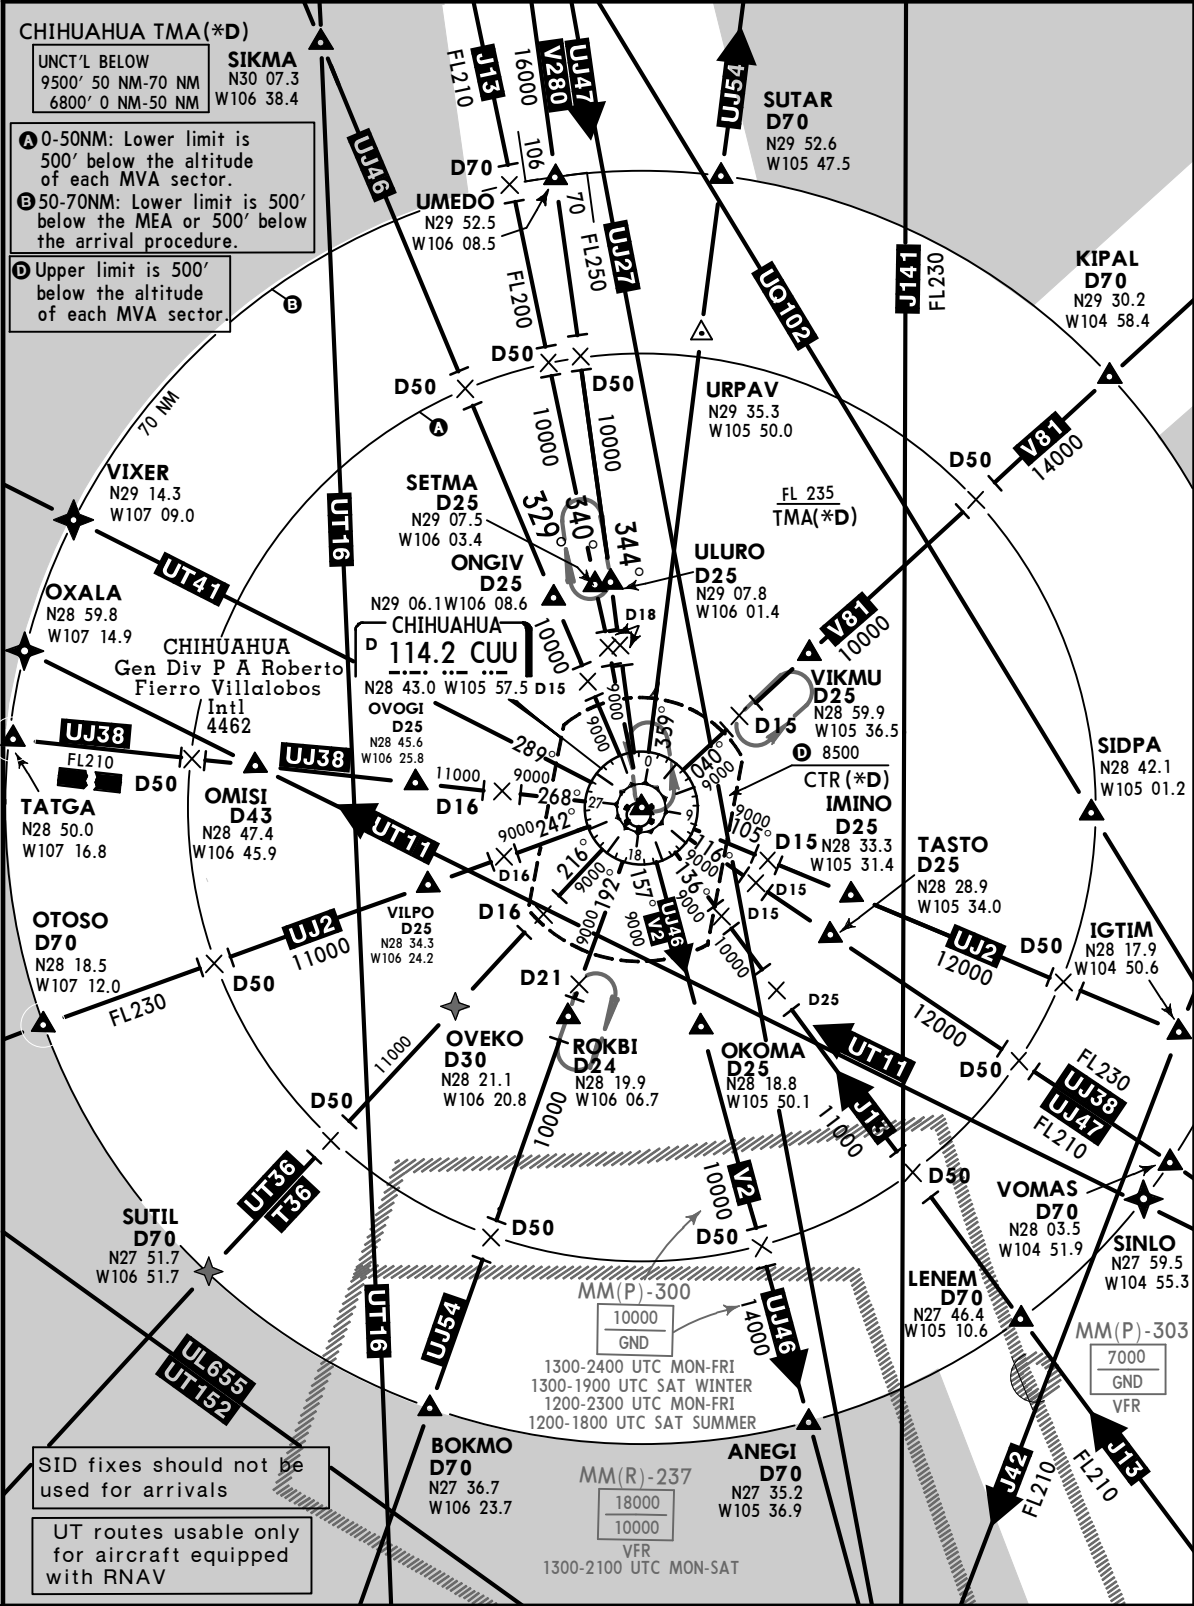 CHIHUAHUA TMA(*D)
UNCT'L BELOW
9500' 50 NM-70 NM
6800' 0 NM-50 NM
SIKMA
N30 07.3
W106 38.4
A 0-50NM: Lower limit is
500' below the altitude
of each MVA sector.
B 50-70NM: Lower limit is 500'
below the MEA or 500' below
the arrival procedure.
D Upper limit is 500'
below the altitude
of each MVA sector.
UJ46
FL210
J13
16000
V280
UJ47
UJ54
SUTAR
D70
N29 52.6
W105 47.5
106
D70
UMEDO
N29 52.5
W106 08.5
70
FL250
FL200
UJ27
UQ102
J141
FL230
KIPAL
D70
N29 30.2
W104 58.4
B
70 NM
D50
D50
D50
A
10000
10000
URPAV
N29 35.3
W105 50.0
V81
14000
D50
VIXER
N29 14.3
W107 09.0
UT16
SETMA
D25
N29 07.5
W106 03.4
329°
340°
344°
FL 235
TMA(*D)
UT41
ONGIV
D25
N29 06.1 W106 08.6
ULURO
D25
N29 07.8
W106 01.4
OXALA
N28 59.8
W107 14.9
CHIHUAHUA
Gen Div P A Roberto
Fierro Villalobos
Intl
4462
CHIHUAHUA
D 114.2 CUU
N28 43.0 W105 57.5
10000
D18
D15
9000
9000
V81
10000
VIKMU
D25
N28 59.9
W105 36.5
D15
D 8500
CTR (*D)
OVOGI
D25
N28 45.6
W106 25.8
289°
359°
040°
9000
UJ38
FL210
D50
UJ38
11000
9000
268°
D16
TATGA
N28 50.0
W107 16.8
OMISI
D43
N28 47.4
W106 45.9
UT11
0
9
18
27
9000
105°
IMINO
D25
N28 33.3
W105 31.4
D15
SIDPA
N28 42.1
W105 01.2
9000
242°
D16
216°
9000
192°
9000
157°
9000
UJ46
V2
136°
9000
116°
9000
D15
D15
TASTO
D25
N28 28.9
W105 34.0
OTOSO
D70
N28 18.5
W107 12.0
VILPO
D25
N28 34.3
W106 24.2
D16
UJ2
11000
D50
FL230
D21
10000
D25
UJ2
12000
D50
IGTIM
N28 17.9
W104 50.6
OVEKO
D30
N28 21.1
W106 20.8
11000
ROKBI
D24
N28 19.9
W106 06.7
OKOMA
D25
N28 18.8
W105 50.1
12000
D50
UT11
FL230
UJ38
UJ47
FL210
D50
10000
J13
11000
D50
UT36
T36
V2
10000
D50
D50
VOMAS
D70
N28 03.5
W104 51.9
SUTIL
D70
N27 51.7
W106 51.7
SINLO
N27 59.5
W104 55.3
UT16
UJ54
MM(P)-300
10000
GND
1300-2400 UTC MON-FRI
1300-1900 UTC SAT WINTER
1200-2300 UTC MON-FRI
1200-1800 UTC SAT SUMMER
UJ46
14000
LENEM
D70
N27 46.4
W105 10.6
MM(P)-303
7000
GND
VFR
UL655
UT152
BOKMO
D70
N27 36.7
W106 23.7
ANEGI
D70
N27 35.2
W105 36.9
MM(R)-237
18000
10000
VFR
1300-2100 UTC MON-SAT
J42
FL210
J13
FL210
SID fixes should not be
used for arrivals
UT routes usable only
for aircraft equipped
with RNAV